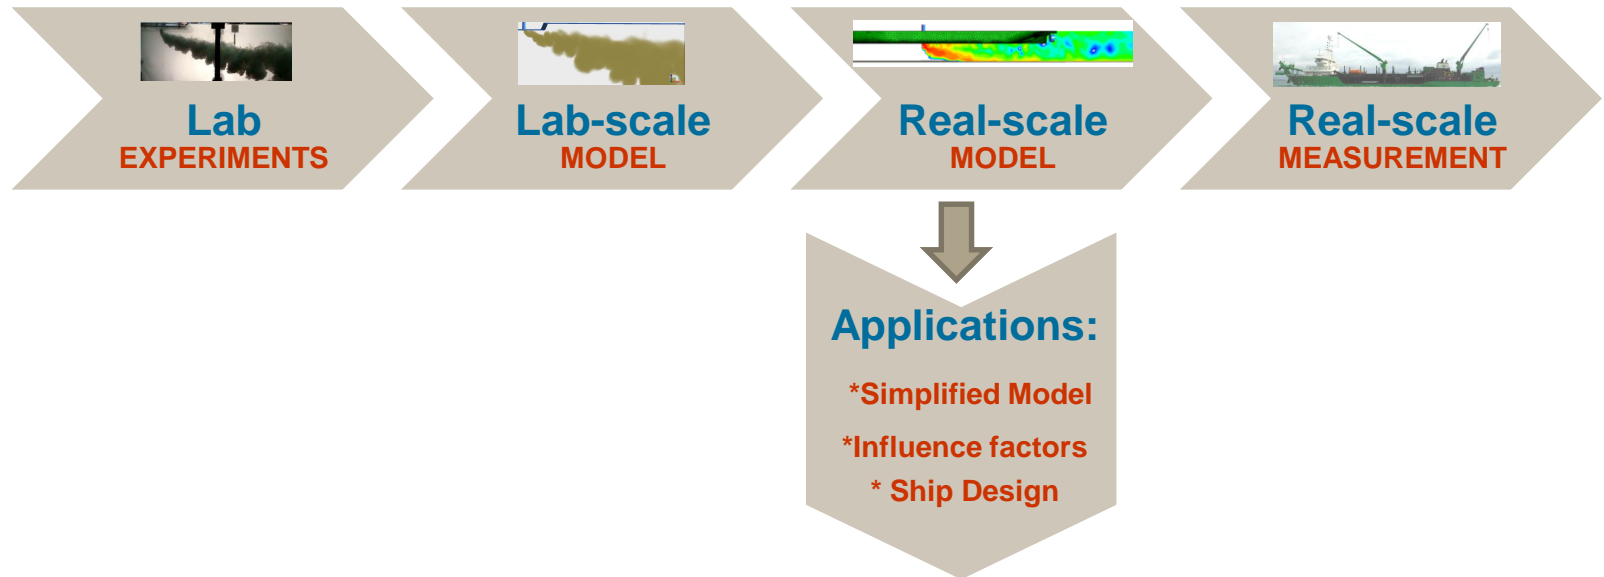 Lab
EXPERIMENTS
Lab-scale
MODEL
Real-scale
MODEL
Real-scale
MEASUREMENT
Applications:
*Simplified Model
*Influence factors
* Ship Design